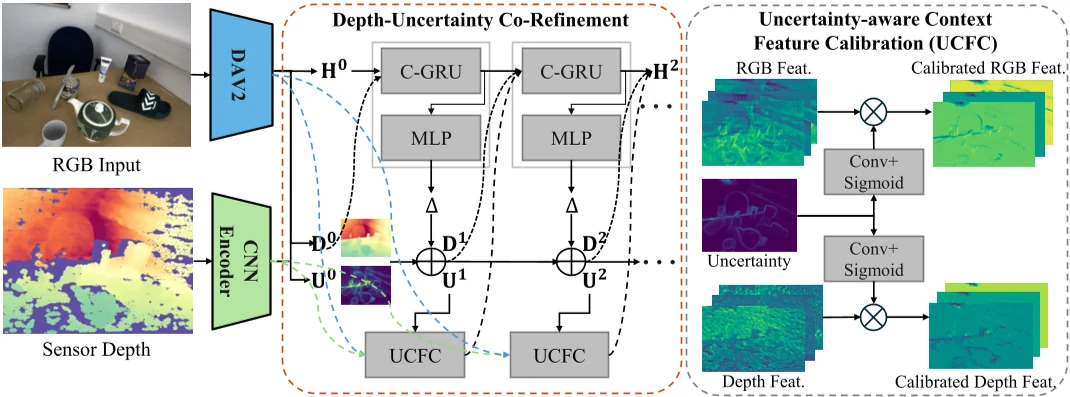 Depth-Uncertainty Co-Refinement
Uncertainty-aware Context
Feature Calibration (UCFC)
RGB Input
Sensor Depth
DAV2
CNN
Encoder
H⁰
C-GRU
C-GRU
H²
MLP
MLP
Δ
Δ
D⁰
U⁰
D¹
U¹
D²
U²
UCFC
UCFC
RGB Feat.
Calibrated RGB Feat.
Conv+
Sigmoid
Uncertainty
Conv+
Sigmoid
Depth Feat.
Calibrated Depth Feat.